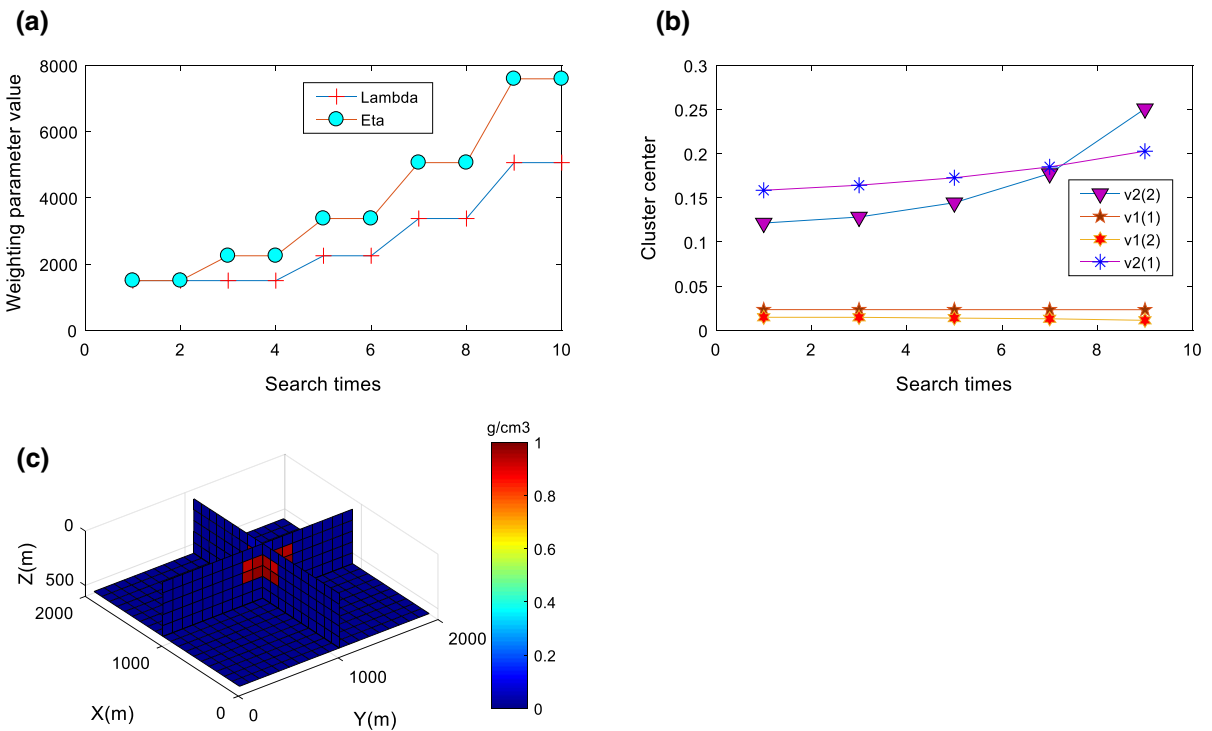 (a)
8000
6000
4000
2000
0
0 2 4 6 8 10
Weighting parameter value
Search times
Lambda
Eta
(b)
0.3
0.25
0.2
0.15
0.1
0.05
0
0 2 4 6 8 10
Cluster center
Search times
v2(2)
v1(1)
v1(2)
v2(1)
(c)
g/cm3
1
0.8
0.6
0.4
0.2
0
Z(m)
0
500
2000
1000
0
X(m)
0
1000
2000
Y(m)